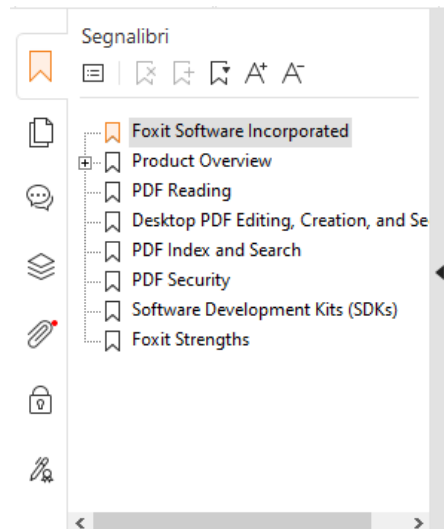 Segnalibri
Foxit Software Incorporated
Product Overview
PDF Reading
Desktop PDF Editing, Creation, and Se
PDF Index and Search
PDF Security
Software Development Kits (SDKs)
Foxit Strengths